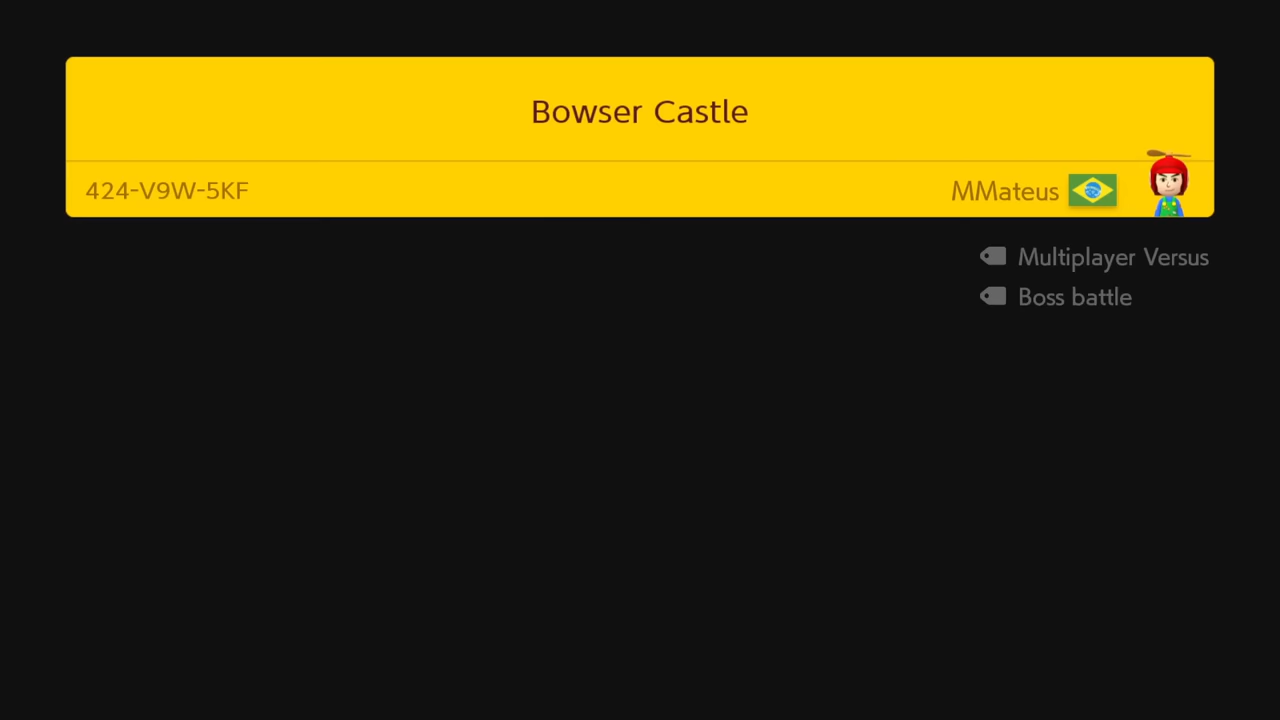 Bowser Castle
424-V9W-5KF
MMateus
Multiplayer Versus
Boss battle